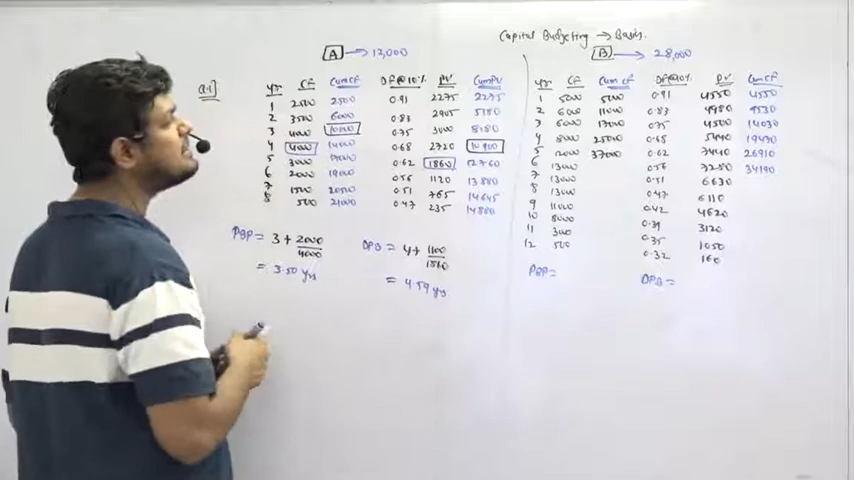 Capital Budgeting → Basis.
A → 12,000
B → 28,000
Q.1]
yr CF Cum CF DF@10% PV Cum PV
1 2500 2500 0.91 2275 2275
2 3500 6000 0.83 2905 5180
3 4000 10000 0.75 3000 8180
4 4000 14000 0.68 2720 10900
5 3000 17000 0.62 1860 12760
6 2000 19000 0.56 1120 13880
7 1500 20500 0.51 765 14645
8 500 21000 0.47 235 14880
PBP = 3 + 2000/4000
= 3.50 yrs
DPB = 4 + 1100/1860
= 4.59 yrs
yr CF Cum CF DF@10% PV Cum CF
1 5000 5000 0.91 4550 4550
2 6000 11000 0.83 4980 9530
3 6000 17000 0.75 4500 14030
4 8000 25000 0.68 5440 19470
5 12000 37000 0.62 7440 26910
6 13000 0.56 7280 34190
7 13000 0.51 6630
8 13000 0.47 6110
9 11000 0.42 4620
10 8000 0.39 3120
11 3000 0.35 1050
12 500 0.32 160
PBP =
DPB =